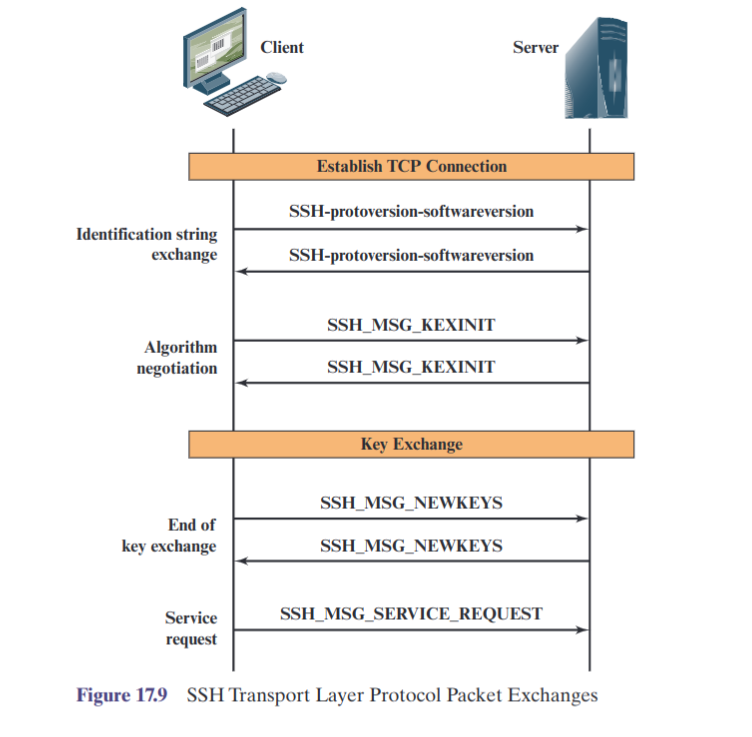 Client
Server
Establish TCP Connection
SSH-protoversion-softwareversion
Identification string
exchange
SSH-protoversion-softwareversion
SSH_MSG_KEXINIT
Algorithm
negotiation
SSH_MSG_KEXINIT
Key Exchange
SSH_MSG_NEWKEYS
End of
key exchange
SSH_MSG_NEWKEYS
SSH_MSG_SERVICE_REQUEST
Service
request
Figure 17.9 SSH Transport Layer Protocol Packet Exchanges